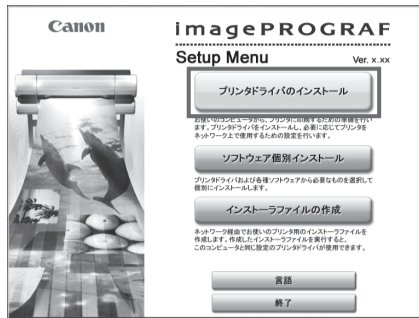 Canon
imagePROGRAF
Setup Menu
Ver. x.xx
プリンタドライバのインストール
お使いのコンピュータから、プリンタに印刷するための準備を行い
ます。プリンタドライバをインストールし、必要に応じてプリンタを
ネットワーク上で使用するための設定を行います。
ソフトウェア個別インストール
プリンタドライバおよび各種ソフトウェアから必要なものを選択して
個別にインストールします。
インストーラファイルの作成
ネットワーク経由でお使いのプリンタ用のインストーラファイルを
作成します。作成したインストーラファイルを実行すると、
このコンピュータと同じ設定のプリンタドライバが使用できます。
言語
終了